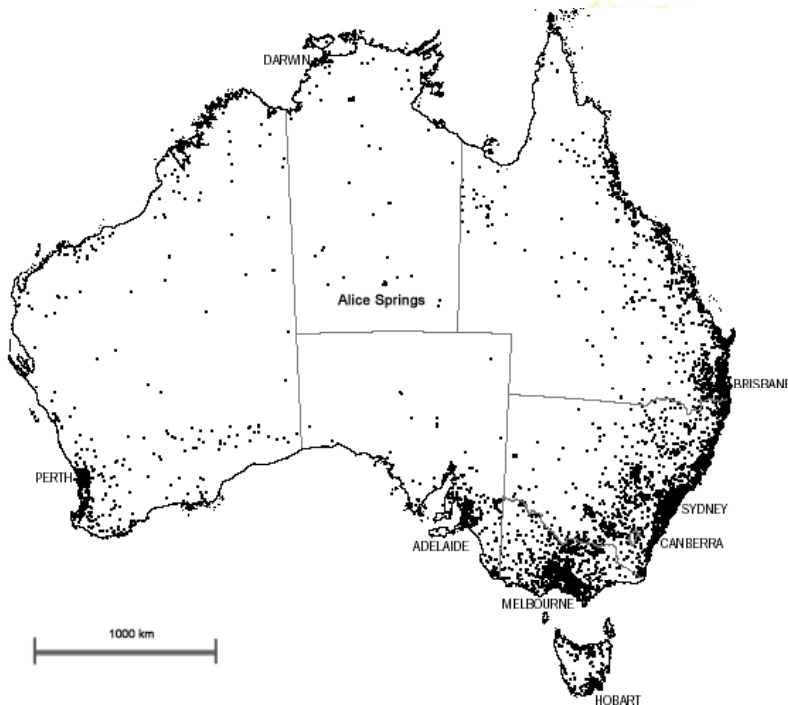 DARWIN
Alice Springs
BRISBANE
PERTH
SYDNEY
ADELAIDE
CANBERRA
MELBOURNE
1000 km
HOBART